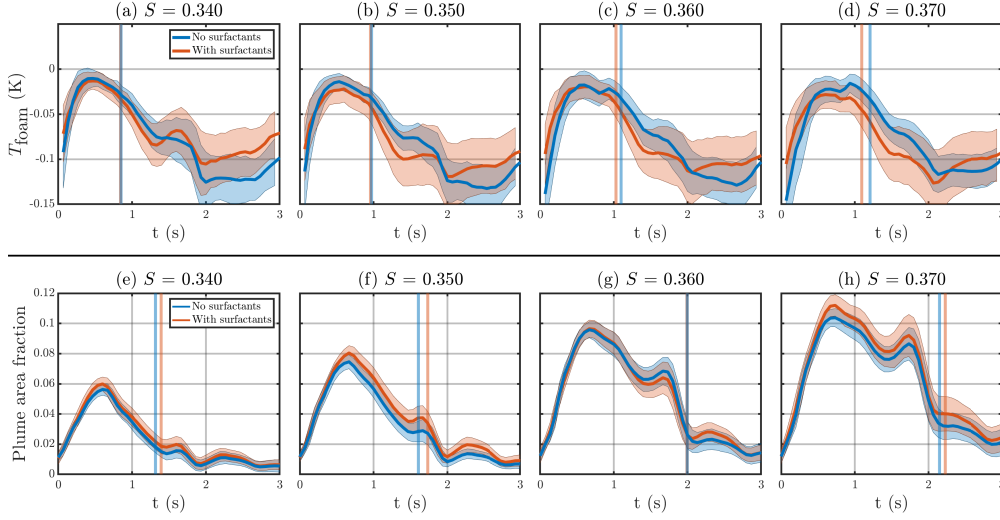 (a) S = 0.340 (b) S = 0.350 (c) S = 0.360 (d) S = 0.370
No surfactants
With surfactants
T_foam (K)
0
-0.05
-0.1
-0.15
0 1 2 3 0 1 2 3 0 1 2 3 0 1 2 3
t (s) t (s) t (s) t (s)
(e) S = 0.340 (f) S = 0.350 (g) S = 0.360 (h) S = 0.370
No surfactants
With surfactants
Plume area fraction
0.12
0.1
0.08
0.06
0.04
0.02
0
0 1 2 3 0 1 2 3 0 1 2 3 0 1 2 3
t (s) t (s) t (s) t (s)